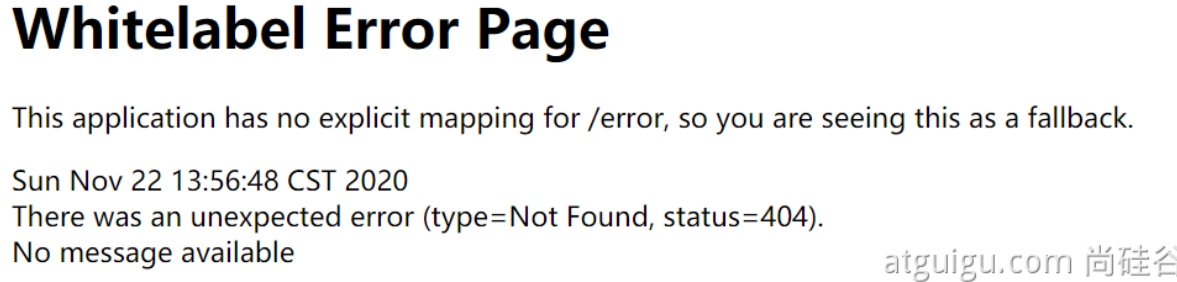 Whitelabel Error Page
This application has no explicit mapping for /error, so you are seeing this as a fallback.
Sun Nov 22 13:56:48 CST 2020
There was an unexpected error (type=Not Found, status=404).
No message available
atguigu.com 尚硅谷